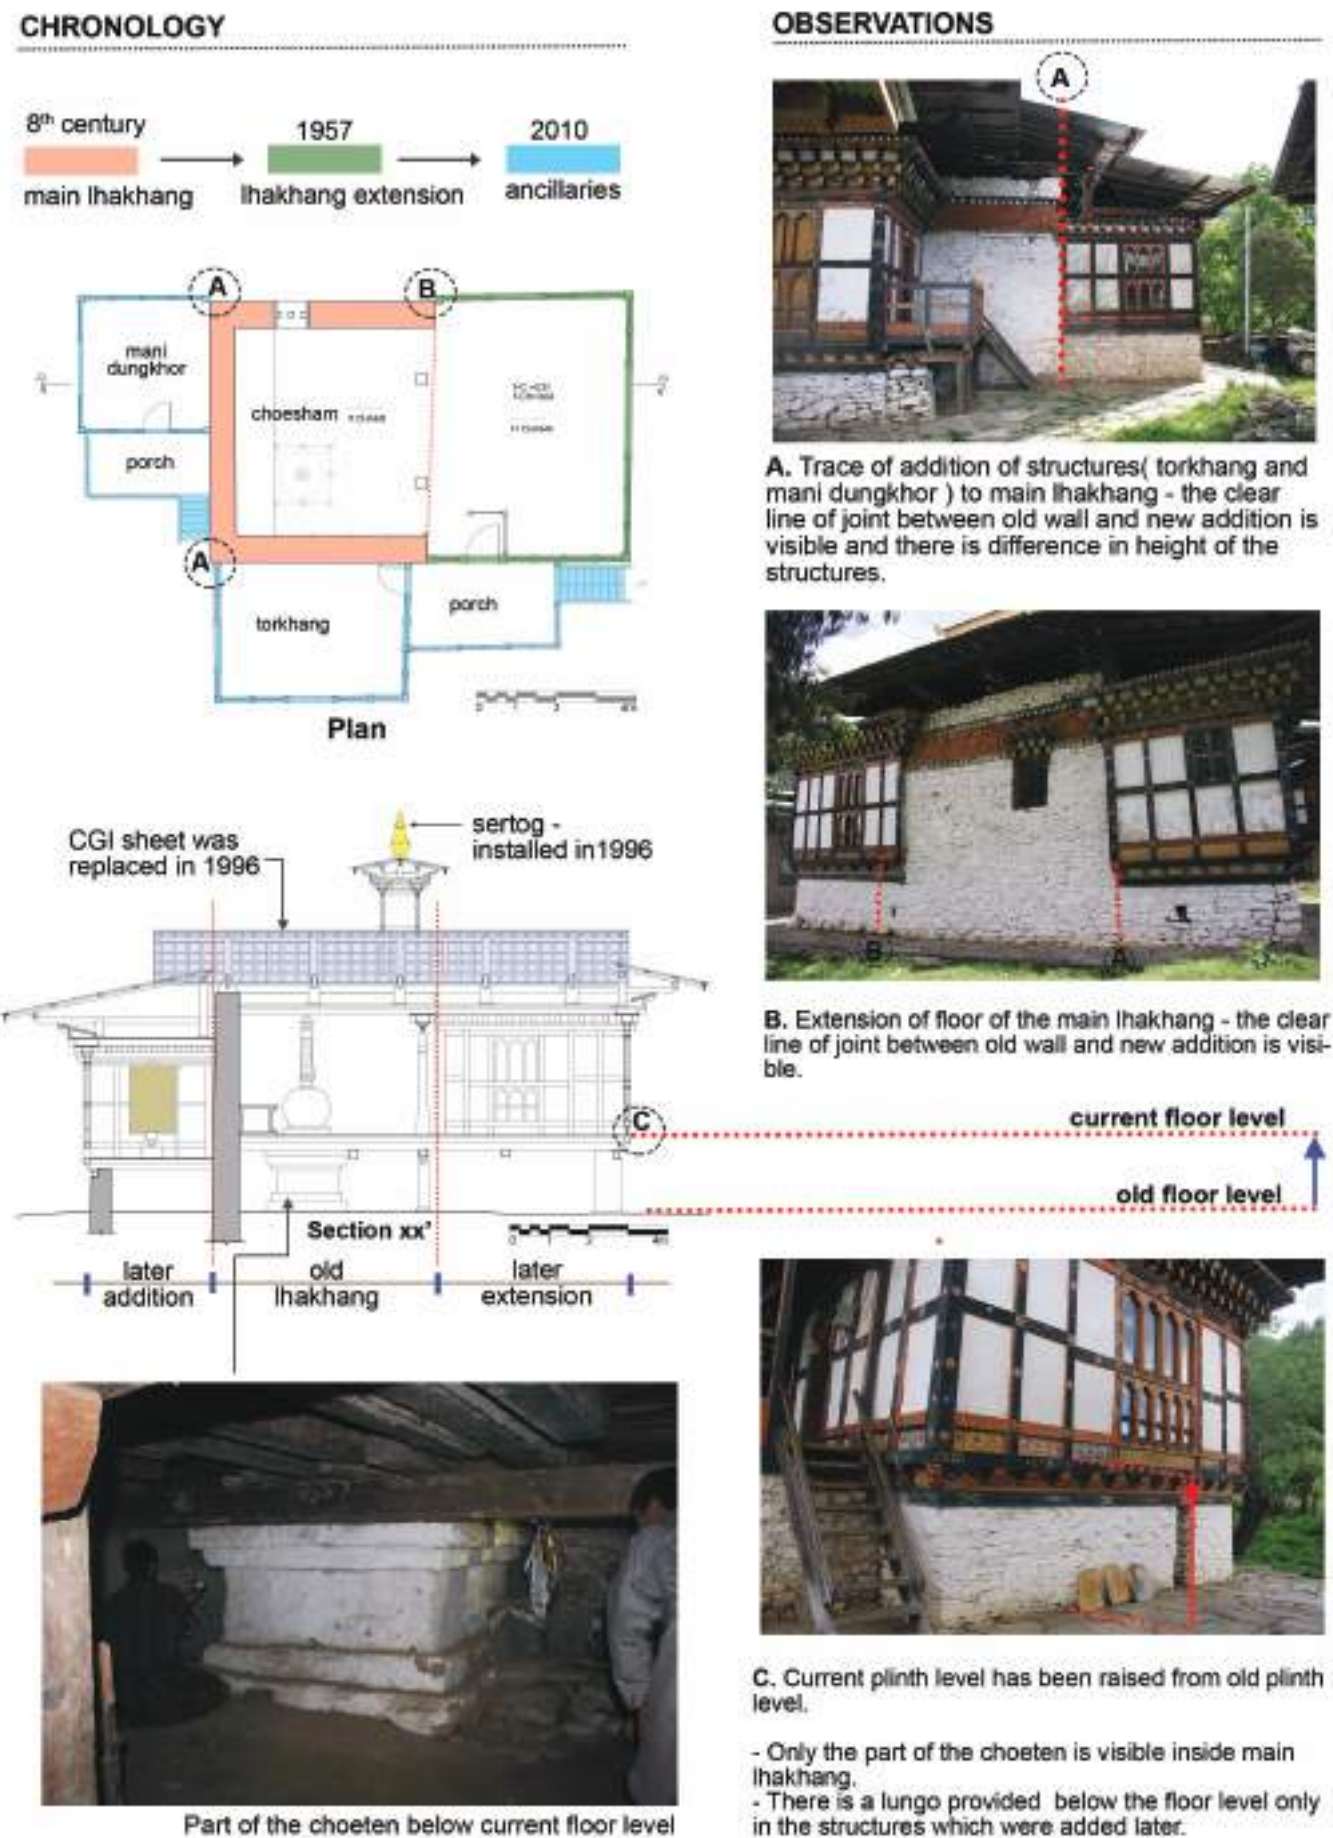 CHRONOLOGY
8th century
1957
2010
main lhakhang
lhakhang extension
ancillaries
A
B
mani
dungkhor
choesham
porch
A
torkhang
porch
Plan
CGI sheet was
replaced in 1996
sertog -
installed in1996
C
Section xx'
later
addition
old
lhakhang
later
extension
Part of the choeten below current floor level
OBSERVATIONS
A
A. Trace of addition of structures( torkhang and
mani dungkhor ) to main lhakhang - the clear
line of joint between old wall and new addition is
visible and there is difference in height of the
structures.
B
A
B. Extension of floor of the main lhakhang - the clear
line of joint between old wall and new addition is visi-
ble.
current floor level
old floor level
C. Current plinth level has been raised from old plinth
level.
- Only the part of the choeten is visible inside main
lhakhang.
- There is a lungo provided below the floor level only
in the structures which were added later.